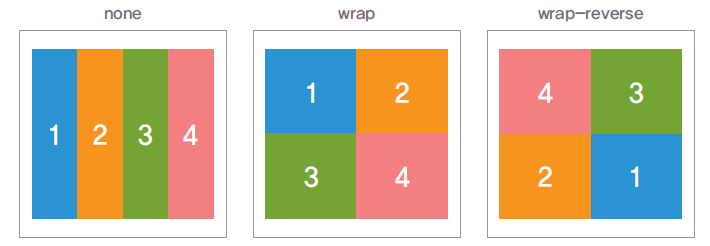 none
1 2 3 4
wrap
1 2
3 4
wrap-reverse
4 3
2 1